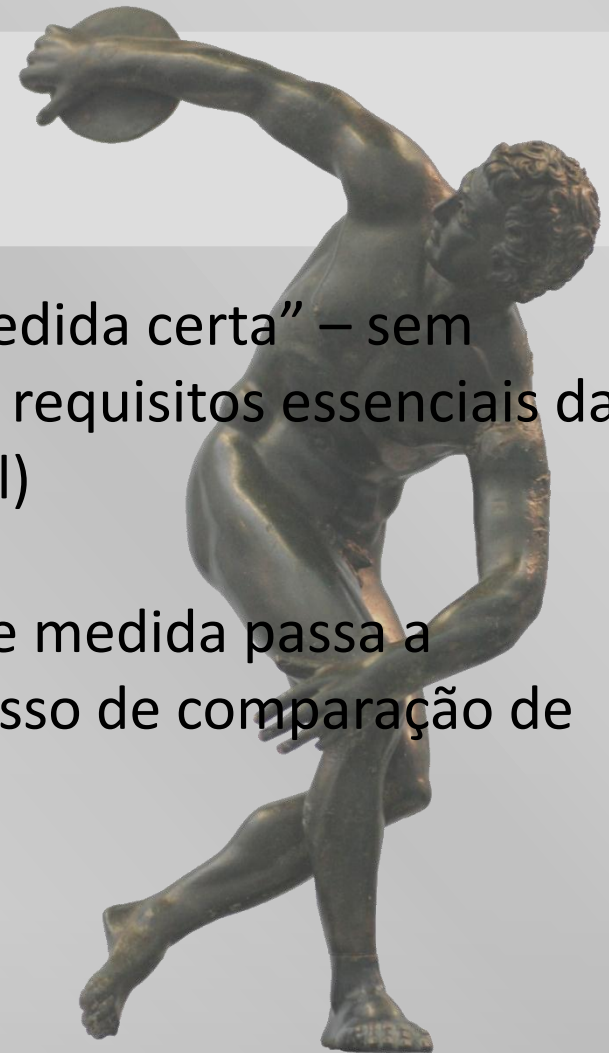 edida certa” – sem
requisitos essenciais da
l)
e medida passa a
sso de comparação de